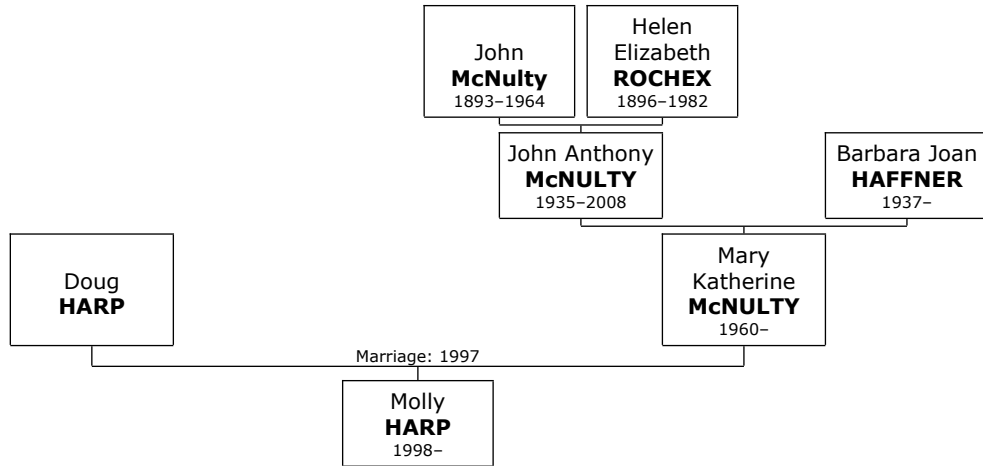 John
McNulty
1893–1964
Helen
Elizabeth
ROCHEX
1896–1982
John Anthony
McNULTY
1935–2008
Barbara Joan
HAFFNER
1937–
Doug
HARP
Mary
Katherine
McNULTY
1960–
Marriage: 1997
Molly
HARP
1998–